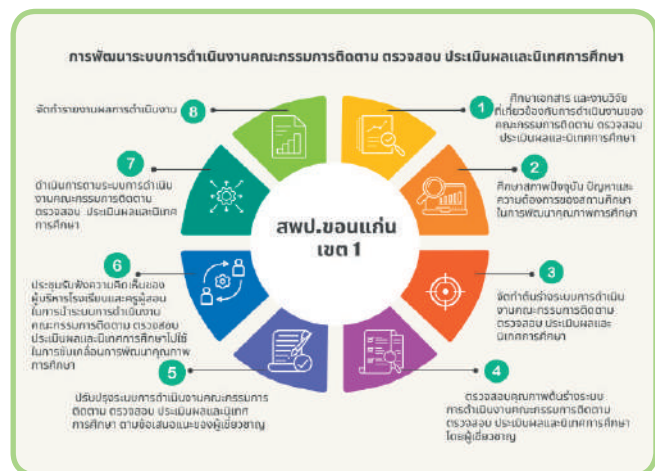 การพัฒนาระบบการดำเนินงานคณะกรรมการติดตาม ตรวจสอบ ประเมินผลและนิเทศการศึกษา
1
ศึกษาเอกสาร และงานวิจัย
ที่เกี่ยวข้องกับการดำเนินงานของ
คณะกรรมการติดตาม ตรวจสอบ
ประเมินผลและนิเทศการศึกษา
2
ศึกษาสภาพปัจจุบัน ปัญหาและ
ความต้องการของสถานศึกษา
ในการพัฒนาคุณภาพการศึกษา
3
จัดทำต้นร่างระบบการดำเนิน
งานคณะกรรมการติดตาม
ตรวจสอบ ประเมินผลและ
นิเทศการศึกษา
4
ตรวจสอบคุณภาพต้นร่างระบบ
การดำเนินงานคณะกรรมการติดตาม
ตรวจสอบ ประเมินผลและนิเทศการศึกษา
โดยผู้เชี่ยวชาญ
5
ปรับปรุงระบบการดำเนินงานคณะกรรมการ
ติดตาม ตรวจสอบ ประเมินผลและนิเทศ
การศึกษา ตามข้อเสนอแนะของผู้เชี่ยวชาญ
6
ประชุมรับฟังความคิดเห็นของ
ผู้บริหารโรงเรียนและครูผู้สอน
ในการนำระบบการดำเนินงาน
คณะกรรมการติดตาม ตรวจสอบ
ประเมินผลและนิเทศการศึกษาไปใช้
ในการขับเคลื่อนการพัฒนาคุณภาพ
การศึกษา
7
ดำเนินการตามระบบการดำเนิน
งานคณะกรรมการติดตาม
ตรวจสอบ ประเมินผลและนิเทศ
การศึกษา
8
จัดทำรายงานผลการดำเนินงาน
สพป.ขอนแก่น
เขต 1